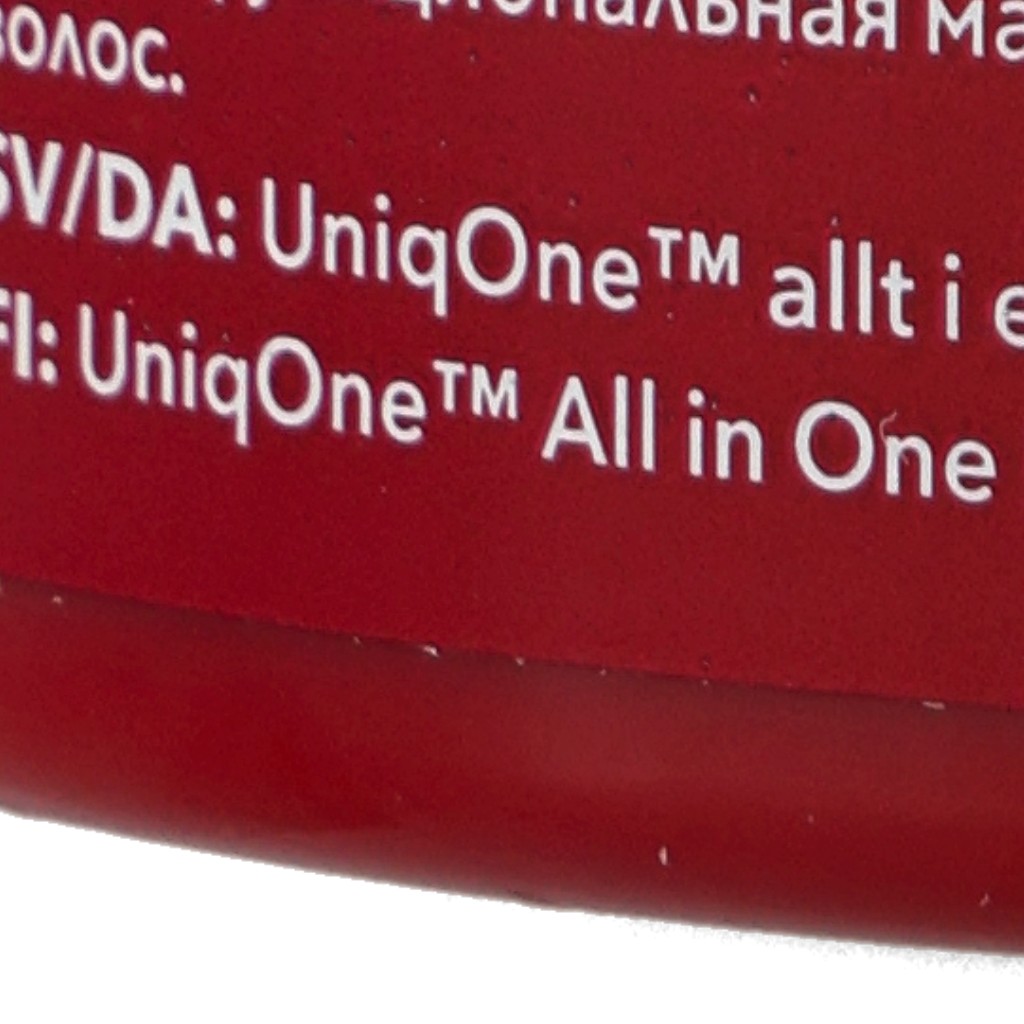 волос.
SV/DA: UniqOne™ allt i
FI: UniqOne™ All in One